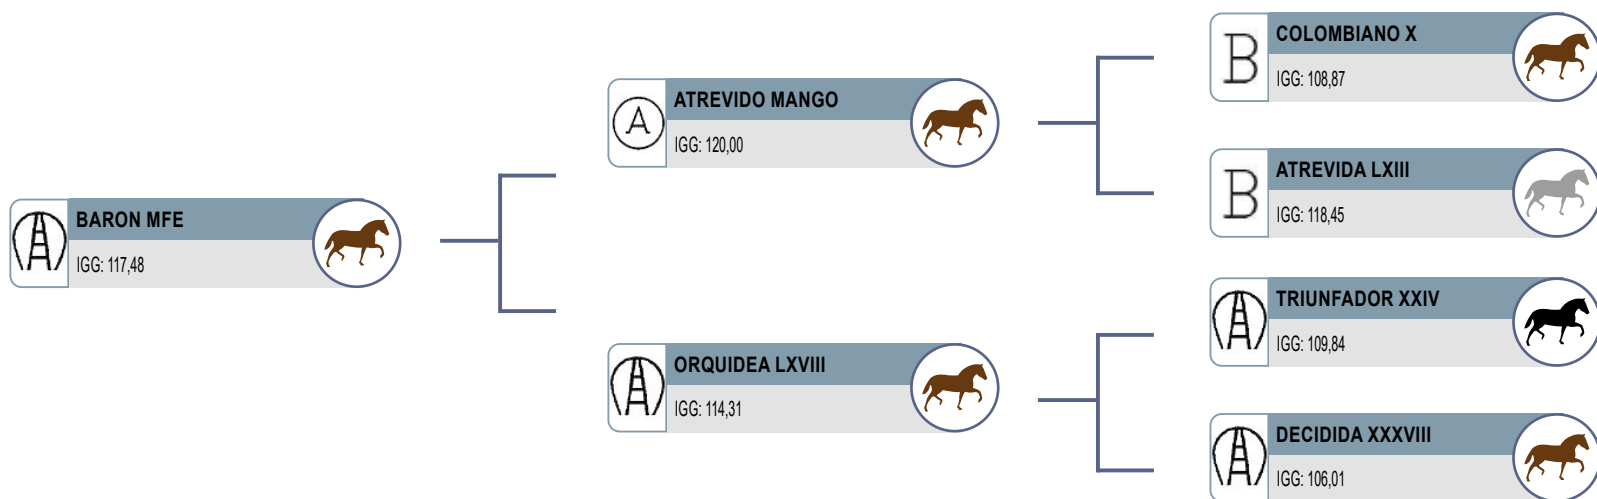 BARON MFE
IGG: 117,48
A
ATREVIDO MANGO
IGG: 120,00
ORQUIDEA LXVIII
IGG: 114,31
B
COLOMBIANO X
IGG: 108,87
B
ATREVIDA LXIII
IGG: 118,45
TRIUNFADOR XXIV
IGG: 109,84
DECIDIDA XXXVIII
IGG: 106,01